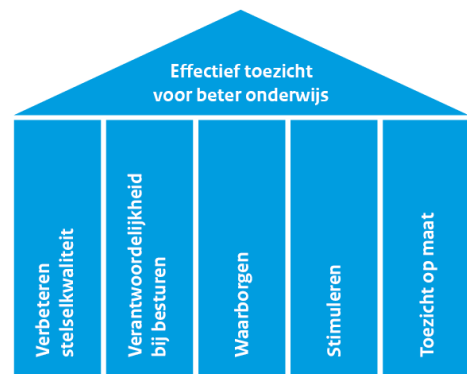 Effectief toezicht
voor beter onderwijs
Verbeteren
stelselkwaliteit
Verantwoordelijkheid
bij besturen
Waarborgen
Stimuleren
Toezicht op maat